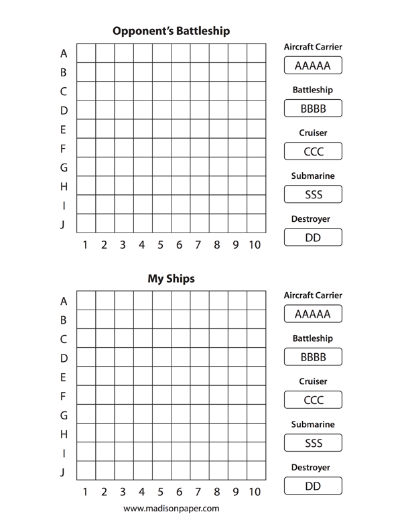 Opponent's Battleship
A
B
C
D
E
F
G
H
I
J
1 2 3 4 5 6 7 8 9 10
Aircraft Carrier
AAAAA
Battleship
BBBB
Cruiser
CCC
Submarine
SSS
Destroyer
DD
My Ships
A
B
C
D
E
F
G
H
I
J
1 2 3 4 5 6 7 8 9 10
Aircraft Carrier
AAAAA
Battleship
BBBB
Cruiser
CCC
Submarine
SSS
Destroyer
DD
www.madisonpaper.com